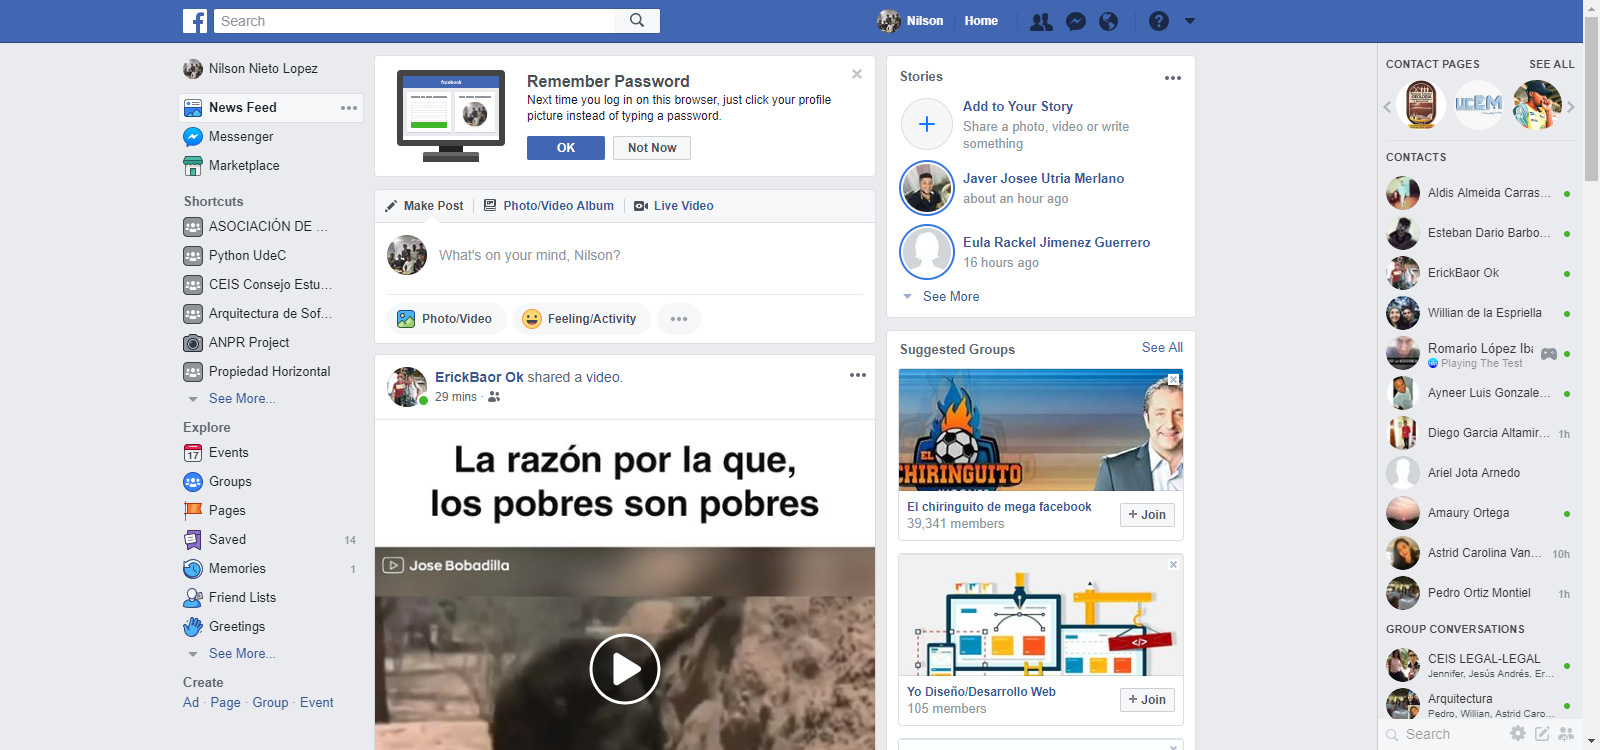 Search
Nilson
Home
Nilson Nieto Lopez
News Feed
Messenger
Marketplace
Shortcuts
ASOCIACIÓN DE ...
Python UdeC
CEIS Consejo Estu...
Arquitectura de Sof...
ANPR Project
Propiedad Horizontal
See More...
Explore
17
Events
Groups
Pages
Saved 14
Memories 1
Friend Lists
Greetings
See More...
Create
Ad · Page · Group · Event
facebook
Remember Password
Next time you log in on this browser, just click your profile
picture instead of typing a password.
OK
Not Now
Make Post
Photo/Video Album
Live Video
What's on your mind, Nilson?
Photo/Video
Feeling/Activity
ErickBaor Ok shared a video.
29 mins ·
La razón por la que,
los pobres son pobres
Jose Bobadilla
Stories
Add to Your Story
Share a photo, video or write
something
Javer Josee Utria Merlano
about an hour ago
Eula Rackel Jimenez Guerrero
16 hours ago
See More
Suggested Groups
See All
EL
CHIRINGUITO
El chiringuito de mega facebook
39,341 members
+ Join
</>
Yo Diseño/Desarrollo Web
105 members
+ Join
CONTACT PAGES
SEE ALL
UCEM
CONTACTS
Aldis Almeida Carras...
Esteban Dario Barbo...
ErickBaor Ok
Willian de la Espriella
Romario López Iba
Playing The Test
Ayneer Luis Gonzale...
Diego Garcia Altamir... 1h
Ariel Jota Arnedo
Amaury Ortega
Astrid Carolina Van... 10h
Pedro Ortiz Montiel 1h
GROUP CONVERSATIONS
CEIS LEGAL-LEGAL
Jennifer, Jesús Andrés, Er...
Arquitectura
Pedro, Willian, Astrid Caro...
Search